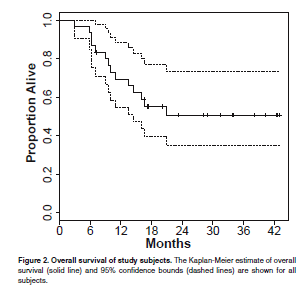 Proportion Alive
1.0
0.8
0.6
0.4
0.2
0.0
0 6 12 18 24 30 36 42
Months
Figure 2. Overall survival of study subjects. The Kaplan-Meier estimate of overall
survival (solid line) and 95% confidence bounds (dashed lines) are shown for all
subjects.